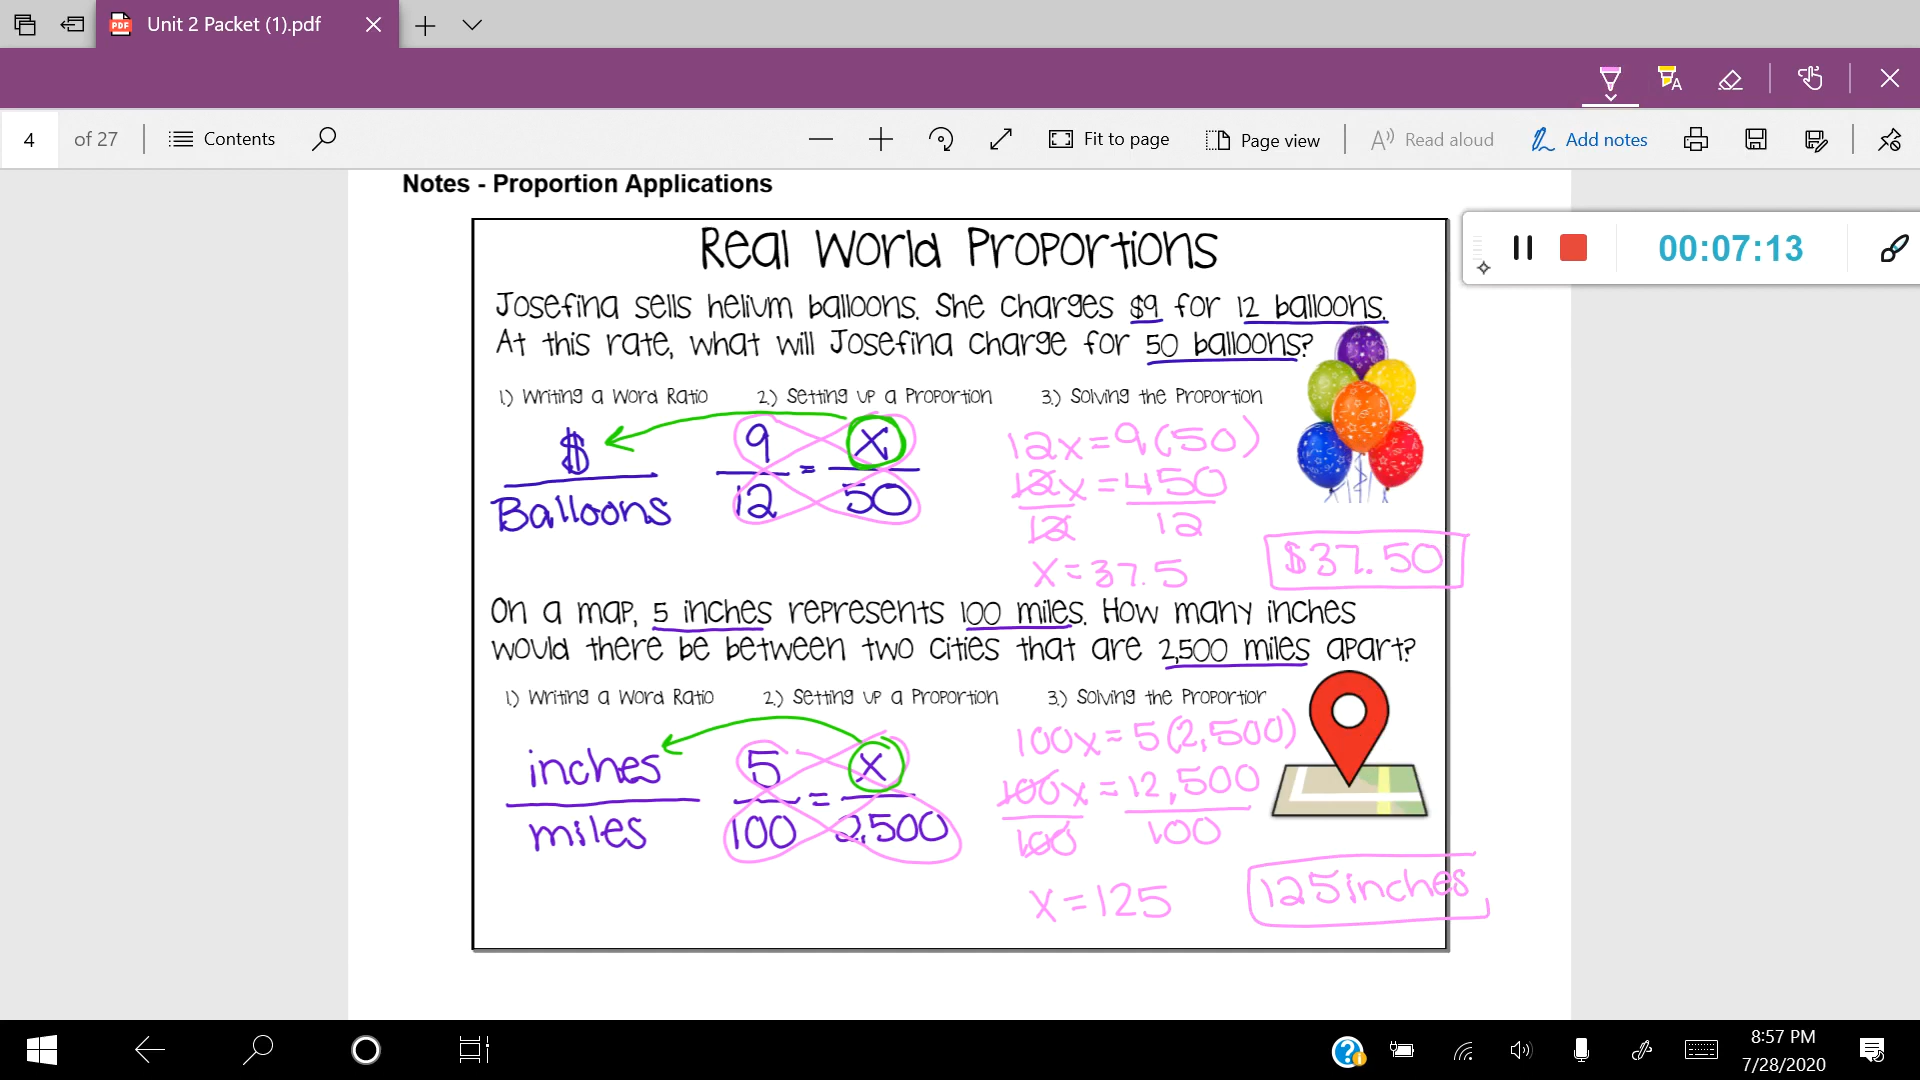 Unit 2 Packet (1).pdf
4 of 27 Contents Fit to page Page view Read aloud Add notes
Notes - Proportion Applications
Real World Proportions
00:07:13
Josefina sells helium balloons. She charges $9 for 12 balloons.
At this rate, what will Josefina charge for 50 balloons?
1.) Writing a Word Ratio 2.) Setting up a Proportion 3.) Solving the Proportion
$ 9 = x 12x = 9(50)
Balloons 12 50 12x = 450
12 12
x = 37.5 $37.50
On a map, 5 inches represents 100 miles. How many inches
would there be between two cities that are 2,500 miles apart?
1.) Writing a Word Ratio 2.) Setting up a Proportion 3.) Solving the Proportion
100x = 5(2,500)
inches 5 = x 100x = 12,500
miles 100 2,500 100 100
x = 125 125 inches
8:57 PM
7/28/2020